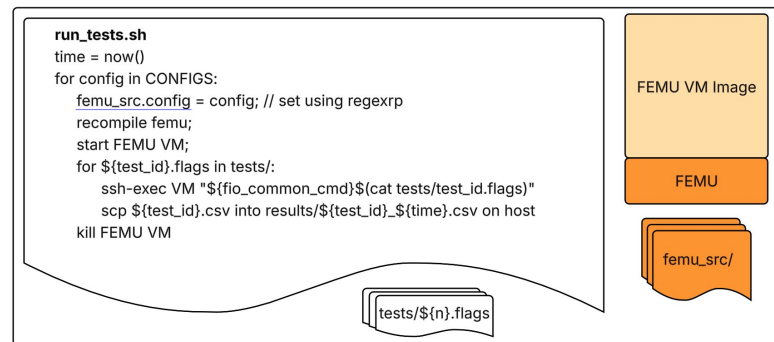 run_tests.sh
time = now()
for config in CONFIGS:
femu_src.config = config; // set using regexrp
recompile femu;
start FEMU VM;
for ${test_id}.flags in tests/:
ssh-exec VM "${fio_common_cmd}$(cat tests/test_id.flags)"
scp ${test_id}.csv into results/${test_id}_${time}.csv on host
kill FEMU VM
tests/${n}.flags
FEMU VM Image
FEMU
femu_src/